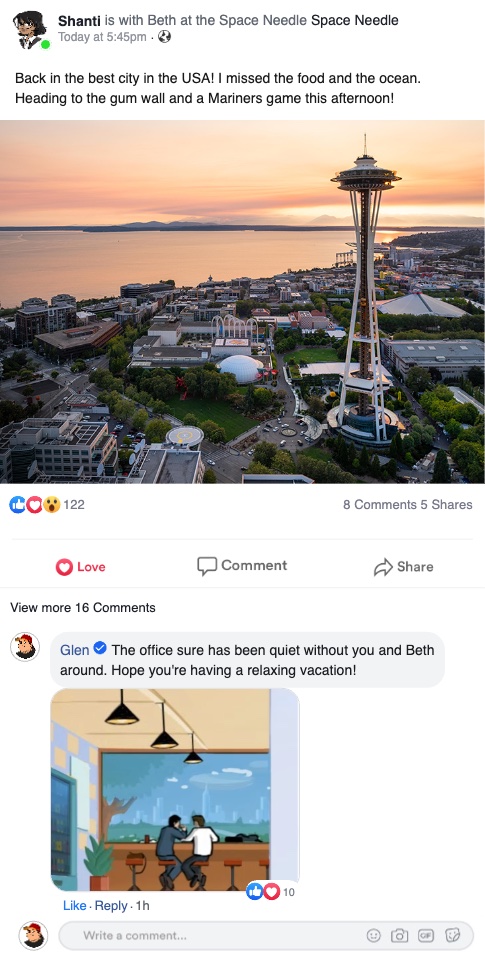 Shanti is with Beth at the Space Needle Space Needle
Today at 5:45pm ·
Back in the best city in the USA! I missed the food and the ocean.
Heading to the gum wall and a Mariners game this afternoon!
122
8 Comments 5 Shares
Love
Comment
Share
View more 16 Comments
Glen The office sure has been quiet without you and Beth
around. Hope you're having a relaxing vacation!
10
Like · Reply · 1h
Write a comment...
GIF